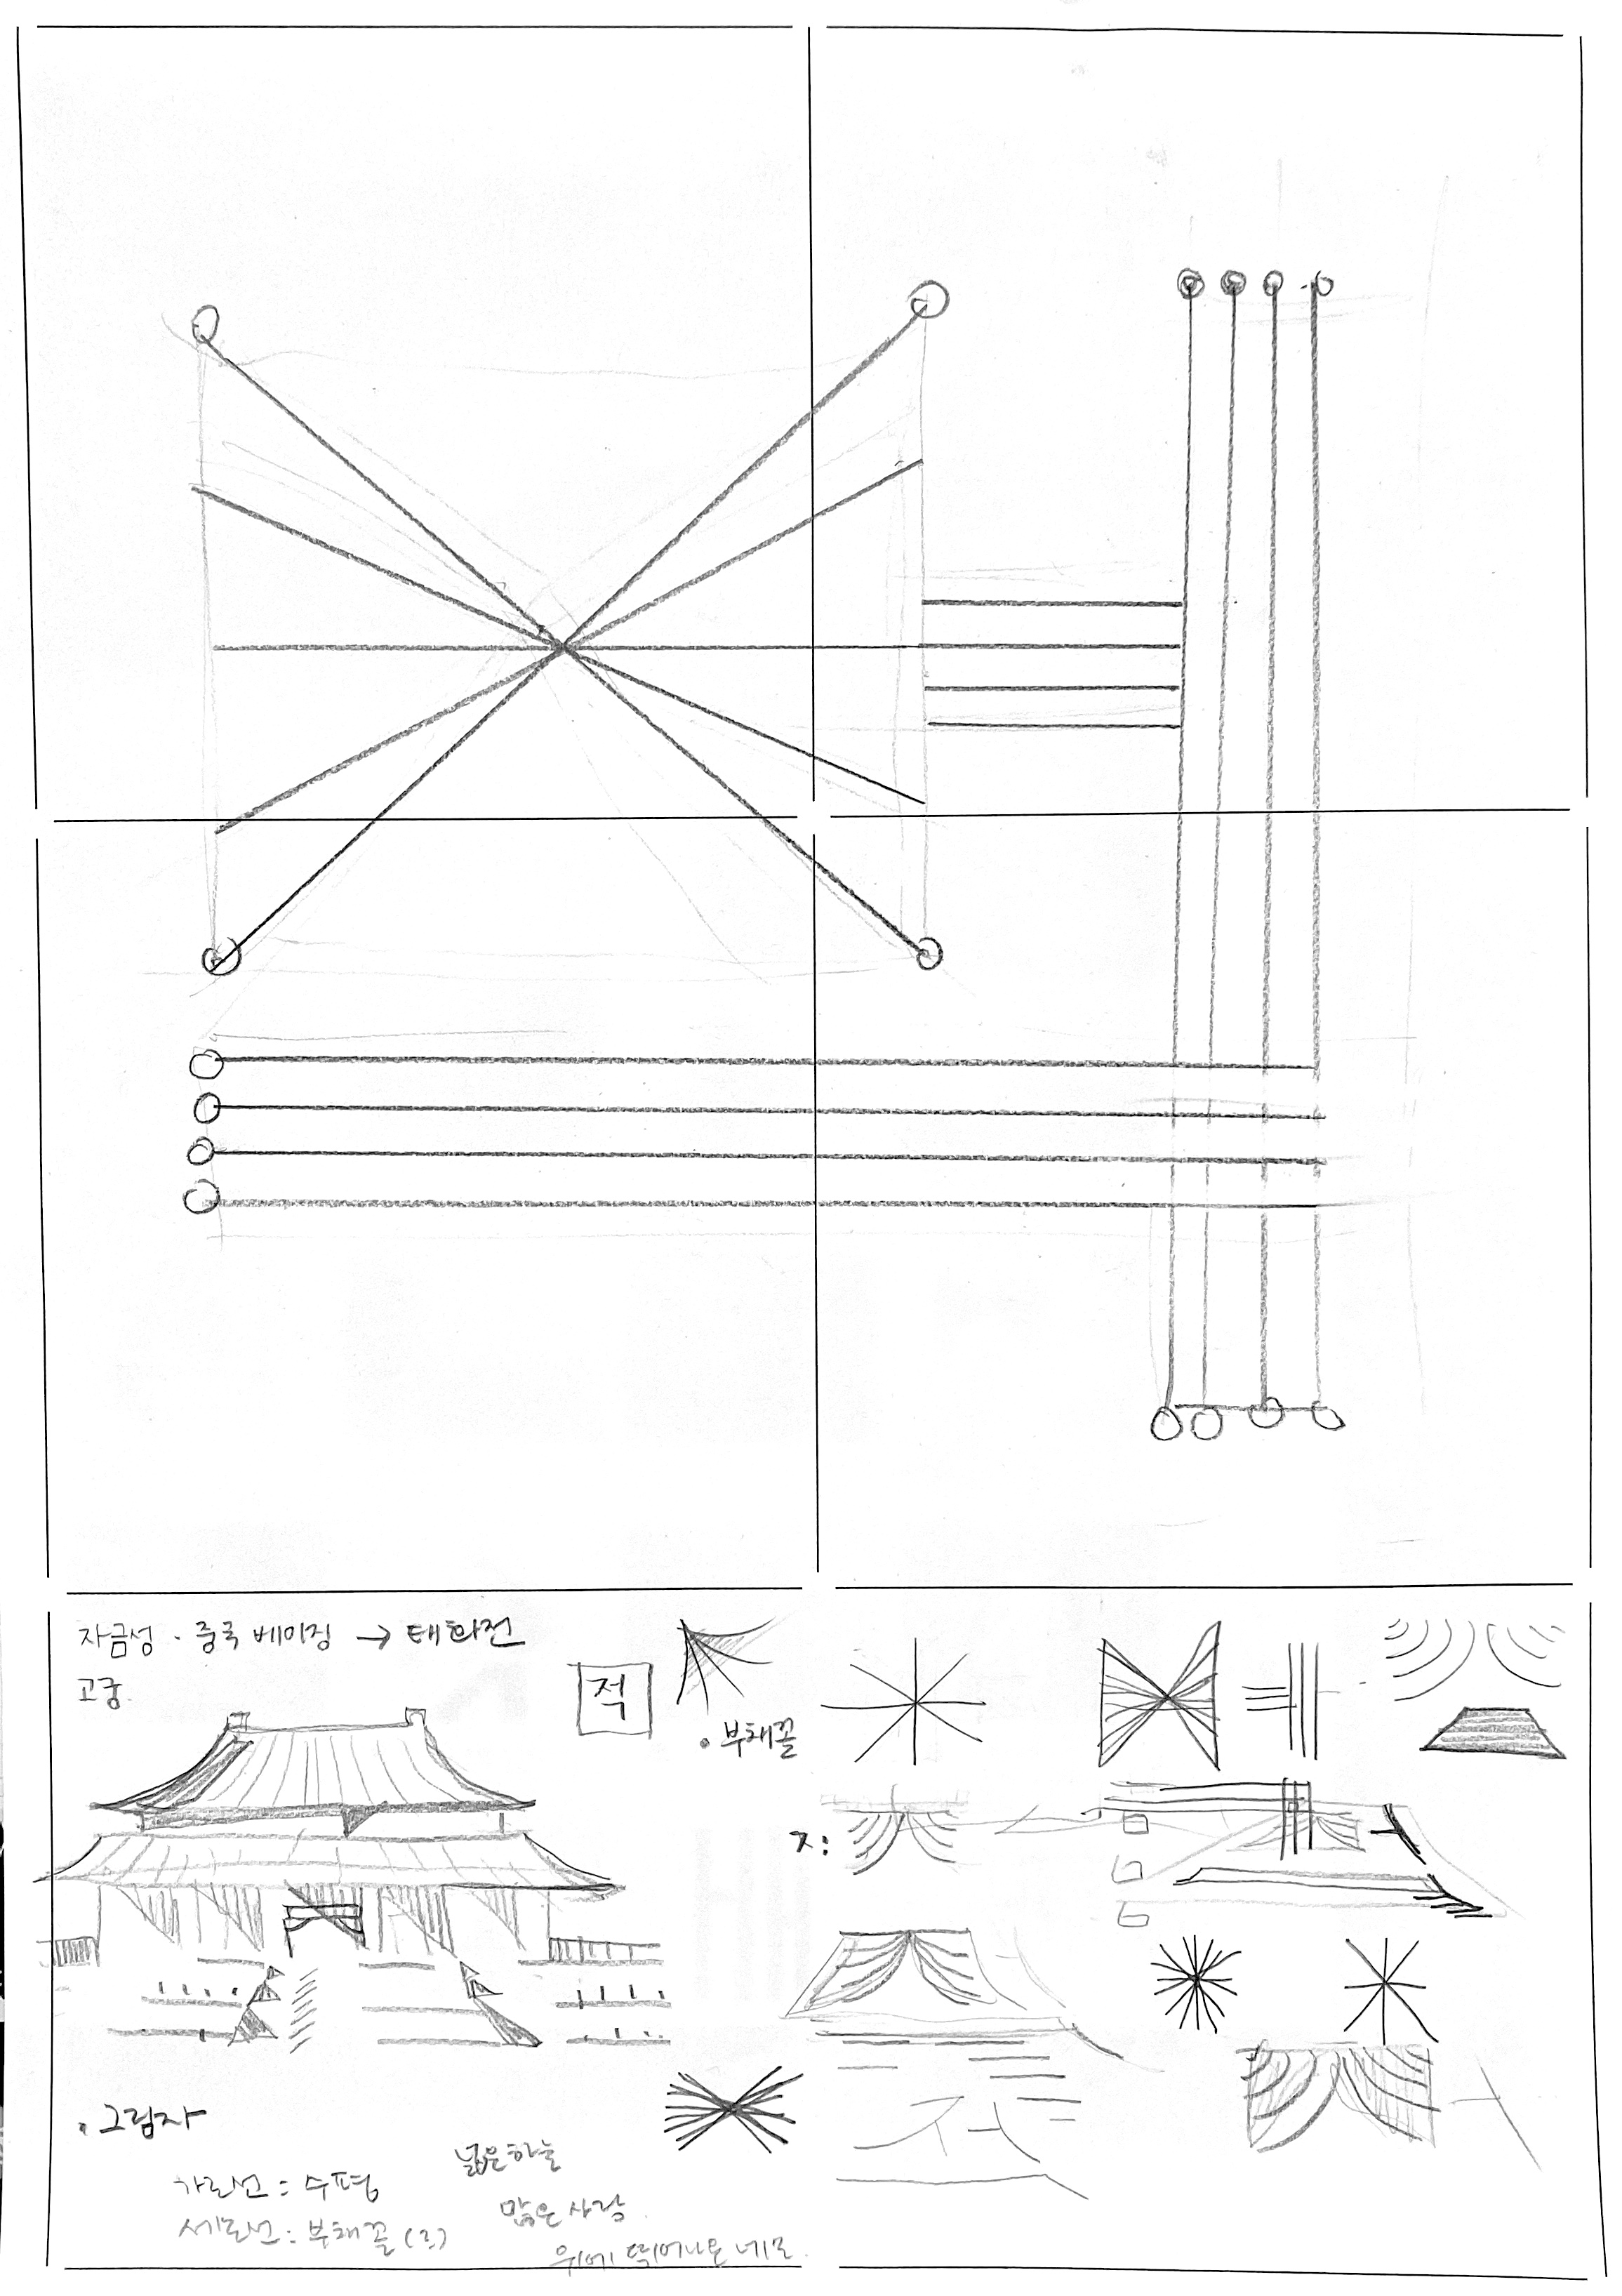 자금성 · 중국 베이징 → 태화전
고궁
적
• 부채꼴
ㅈ:
• 그림자
가로선 : 수평
세로선 : 부채꼴
넓은 하늘
많은 사람
위에 튀어나온 네모